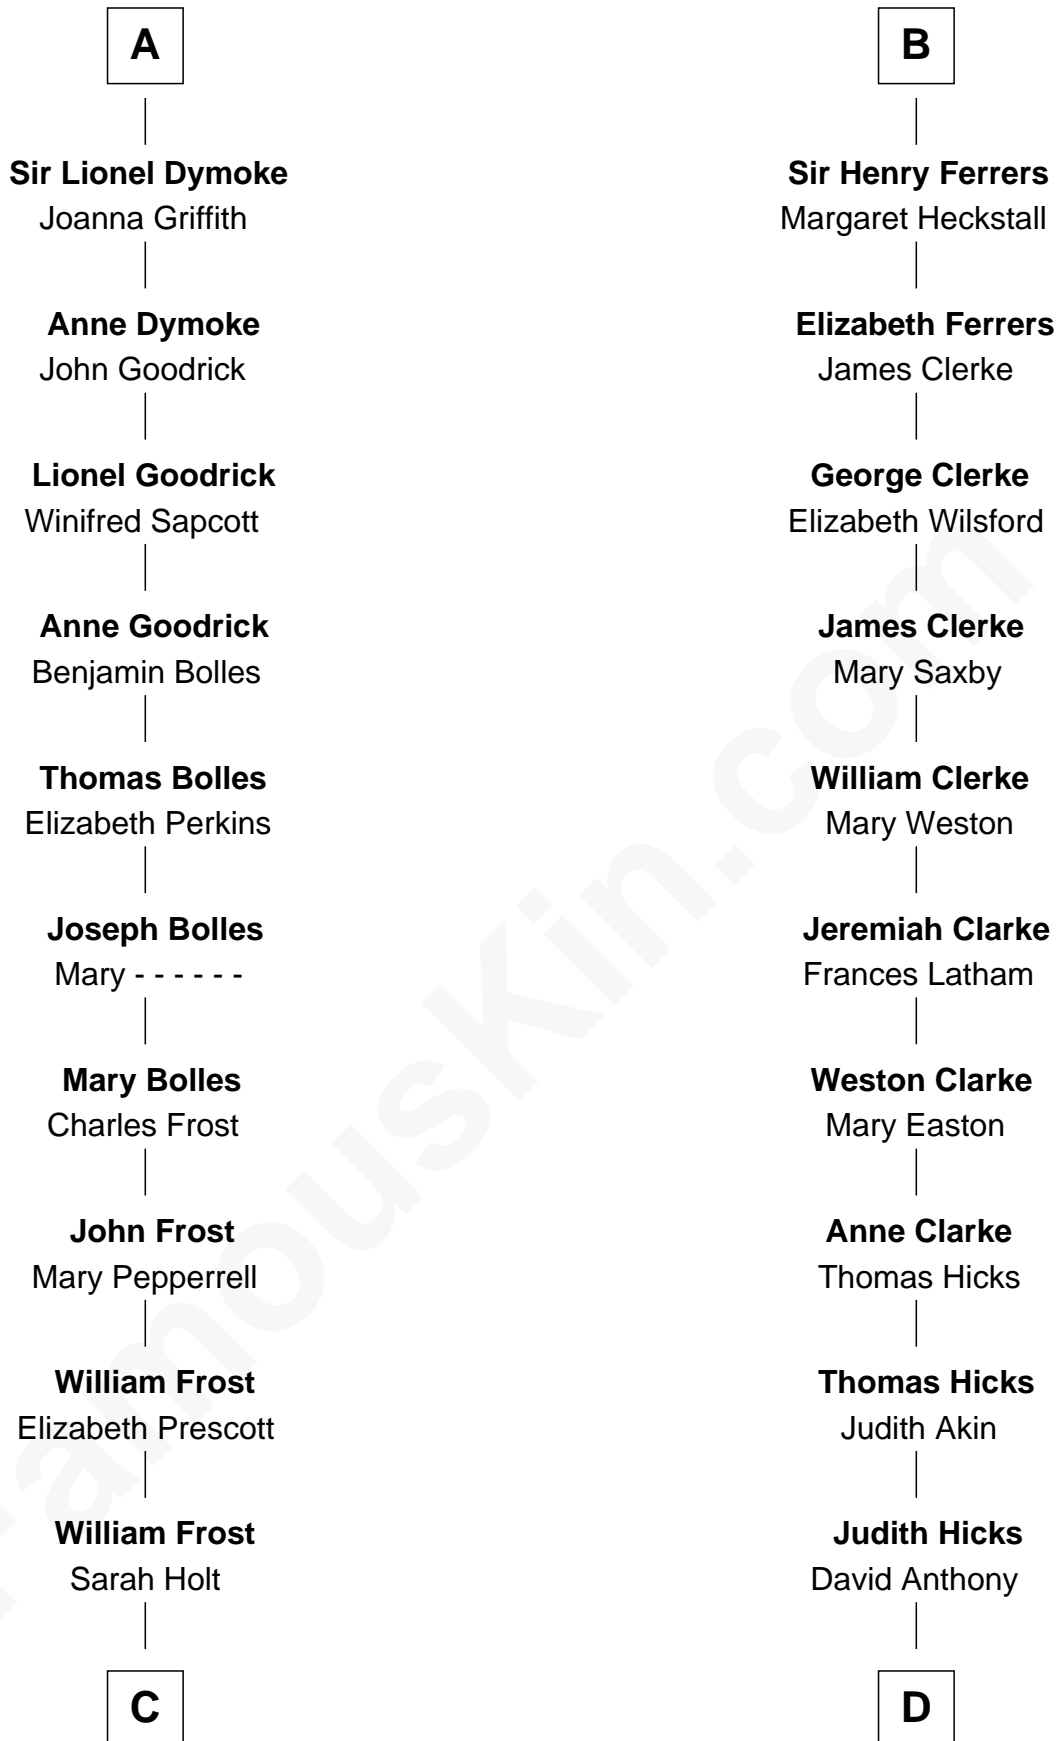 A
Sir Lionel Dymoke
Joanna Griffith
Anne Dymoke
John Goodrick
Lionel Goodrick
Winifred Sapcott
Anne Goodrick
Benjamin Bolles
Thomas Bolles
Elizabeth Perkins
Joseph Bolles
Mary - - - - - -
Mary Bolles
Charles Frost
John Frost
Mary Pepperrell
William Frost
Elizabeth Prescott
William Frost
Sarah Holt
C
B
Sir Henry Ferrers
Margaret Heckstall
Elizabeth Ferrers
James Clerke
George Clerke
Elizabeth Wilsford
James Clerke
Mary Saxby
William Clerke
Mary Weston
Jeremiah Clarke
Frances Latham
Weston Clarke
Mary Easton
Anne Clarke
Thomas Hicks
Thomas Hicks
Judith Akin
Judith Hicks
David Anthony
D
FamousKin.com